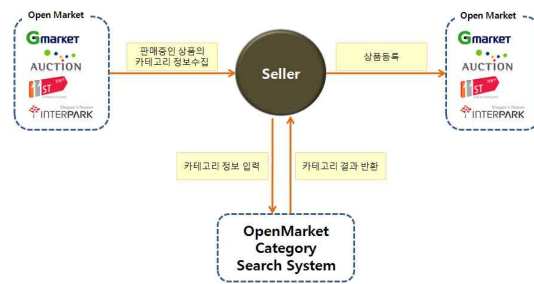 Open Market
Gmarket
AUCTION
11ST
INTERPARK
판매중인 상품의
카테고리 정보수집
Seller
상품등록
Open Market
Gmarket
AUCTION
11ST
INTERPARK
카테고리 정보 입력
카테고리 결과 반환
OpenMarket
Category
Search System